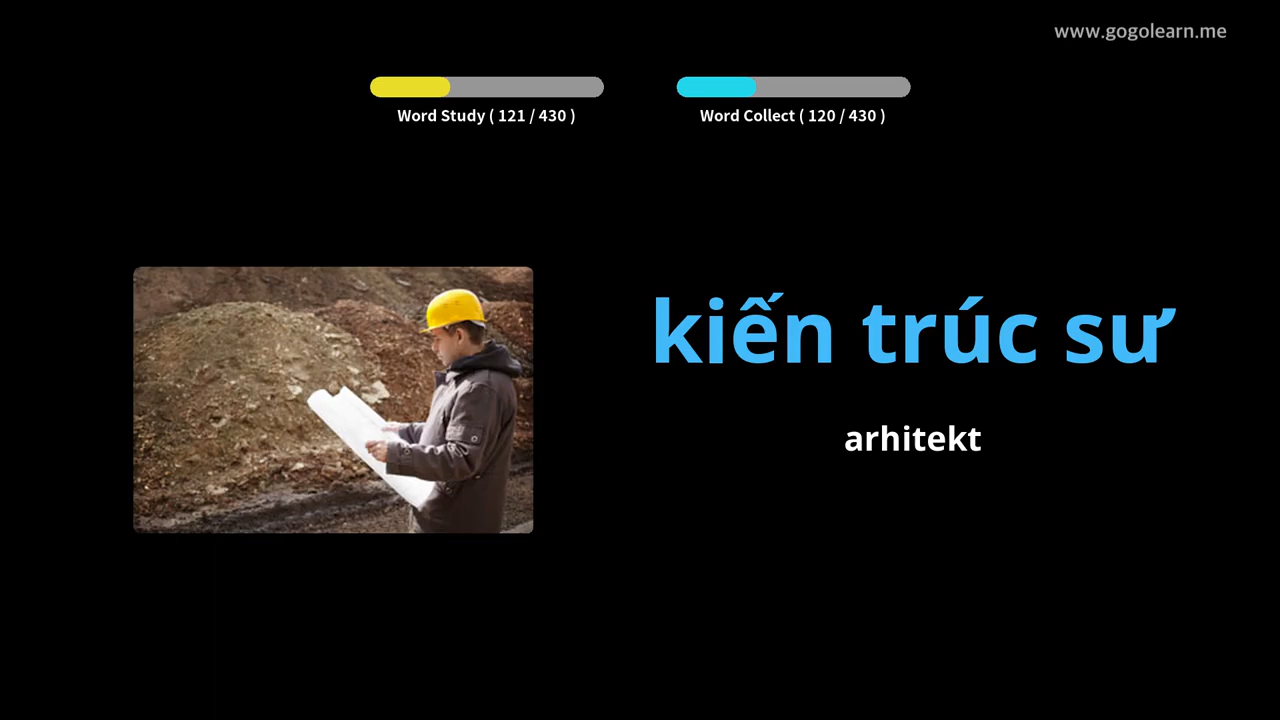 www.gogolearn.me
Word Study ( 121 / 430 )
Word Collect ( 120 / 430 )
kiến trúc sư
arhitekt